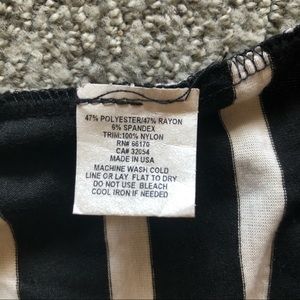 47% POLYESTER/47% RAYON
6% SPANDEX
TRIM:100% NYLON
RN# 66170
CA# 32054
MADE IN USA
MACHINE WASH COLD
LINE OR LAY FLAT TO DRY
DO NOT USE BLEACH
COOL IRON IF NEEDED